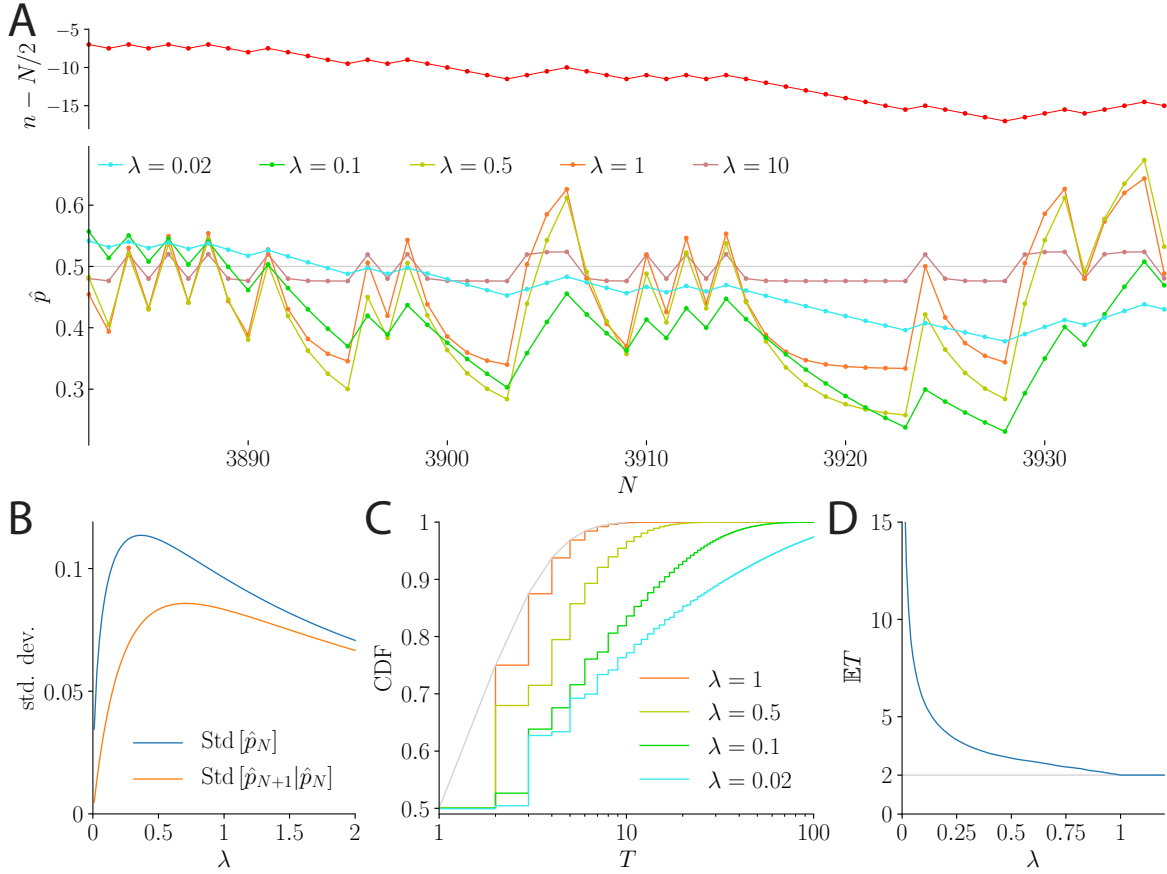 A
n − N/2
−5
−10
−15
λ = 0.02
λ = 0.1
λ = 0.5
λ = 1
λ = 10
p̂
0.6
0.5
0.4
0.3
3890
3900
3910
3920
3930
N
B
std. dev.
0.1
0.05
0
Std [p̂_N]
Std [p̂_{N+1}|p̂_N]
0
0.5
1
1.5
2
λ
C
CDF
1
0.9
0.8
0.7
0.6
0.5
λ = 1
λ = 0.5
λ = 0.1
λ = 0.02
1
10
100
T
D
𝔼T
15
10
5
2
0
0
0.25
0.5
0.75
1
λ